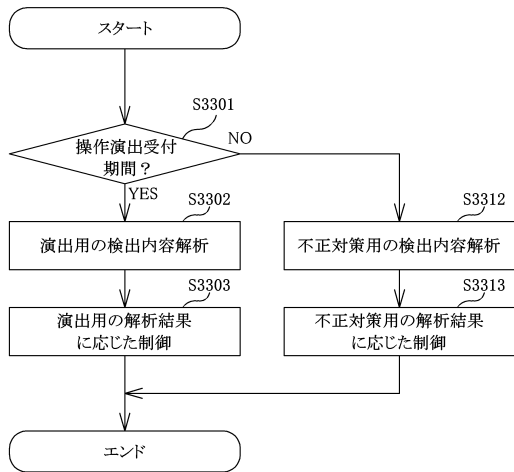 スタート
S3301
操作演出受付
期間？
NO
YES
S3302
演出用の検出内容解析
S3312
不正対策用の検出内容解析
S3303
演出用の解析結果
に応じた制御
S3313
不正対策用の解析結果
に応じた制御
エンド